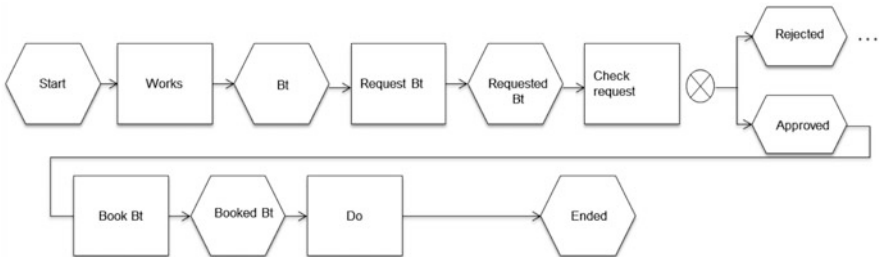 Start
Works
Bt
Request Bt
Requested
Bt
Check
request
Rejected
...
Approved
Book Bt
Booked Bt
Do
Ended